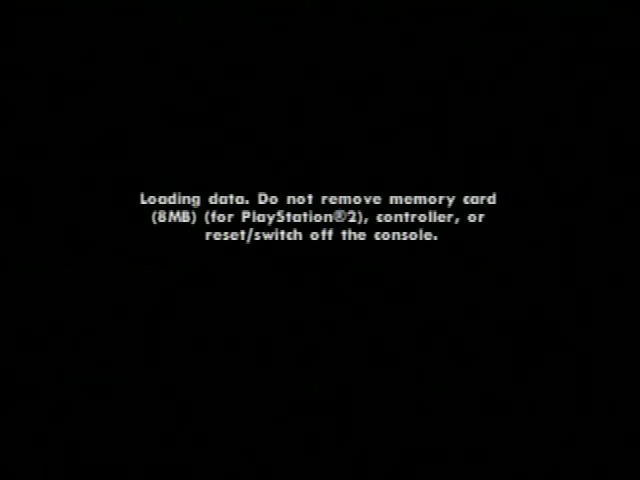 Loading data. Do not remove memory card
(8MB) (for PlayStation®2), controller, or
reset/switch off the console.